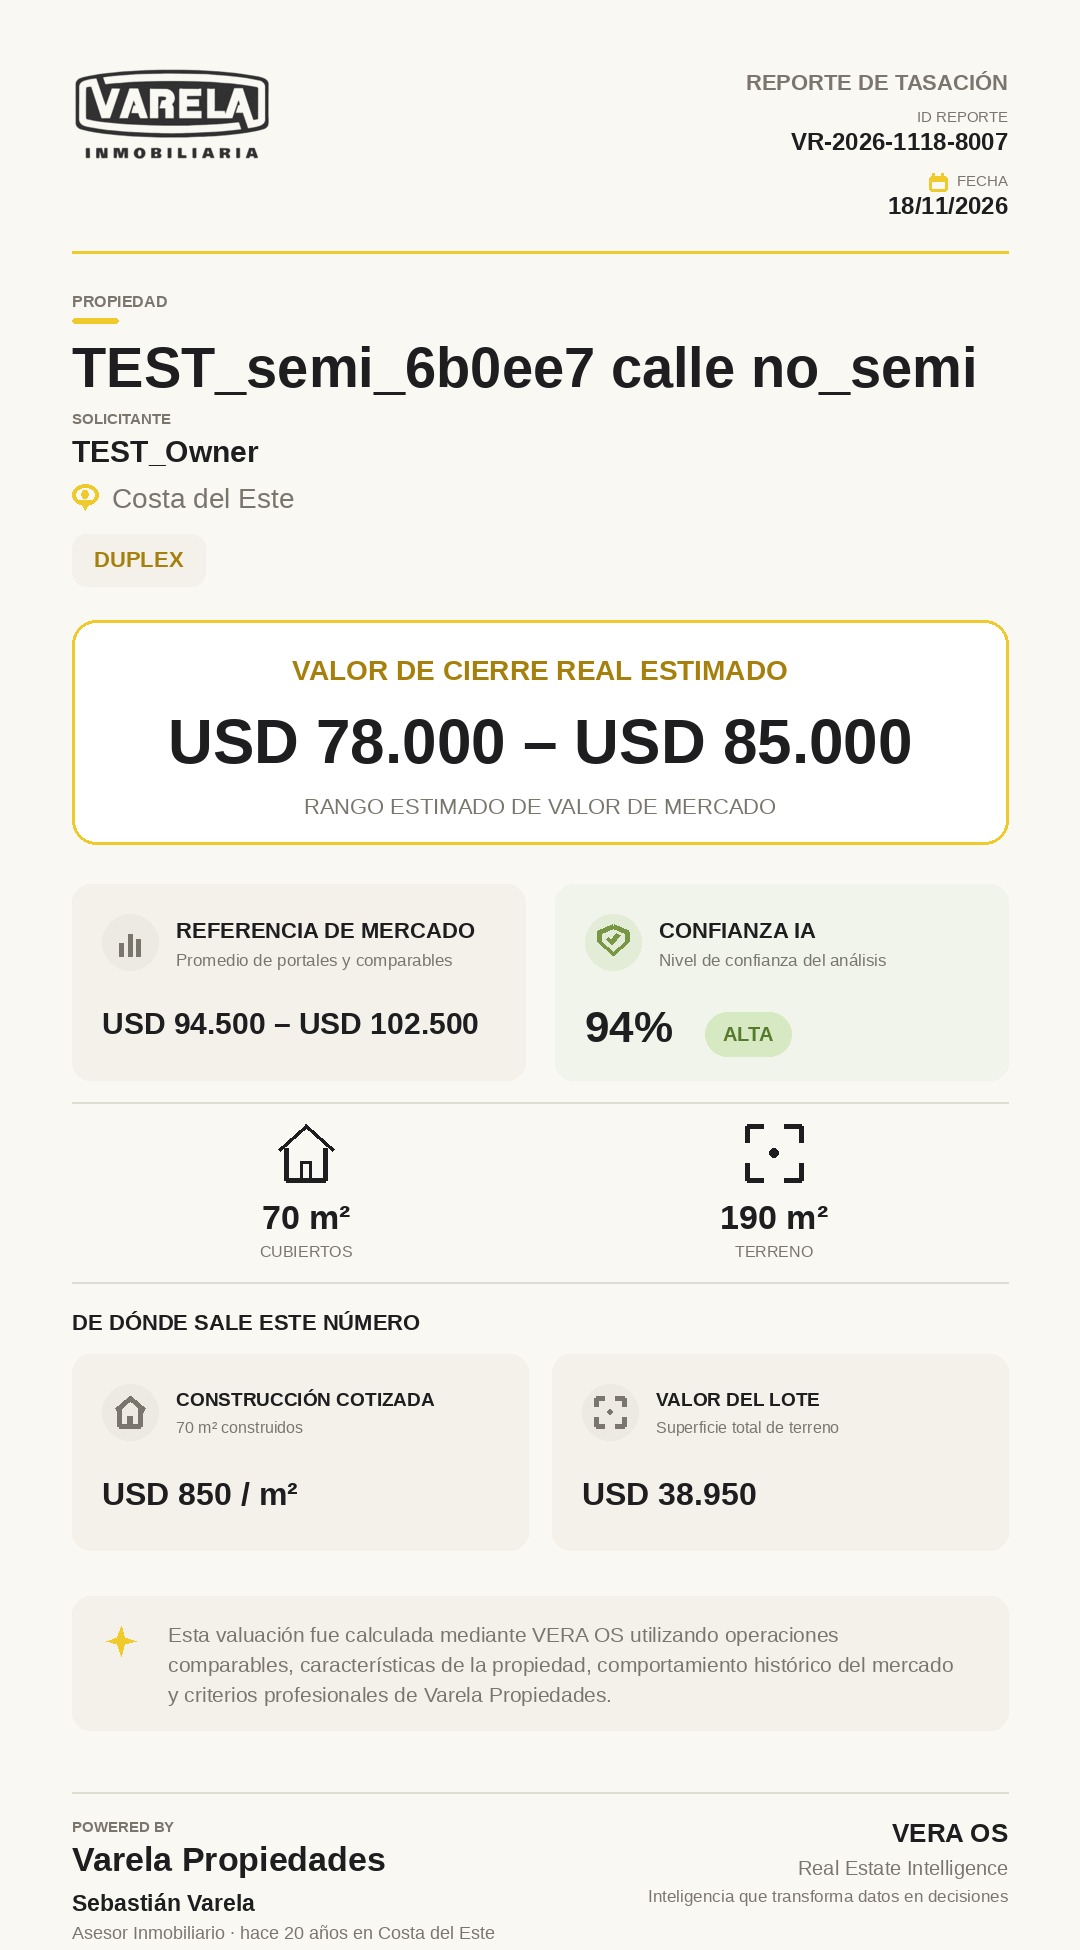 VARELA
INMOBILIARIA
REPORTE DE TASACIÓN
ID REPORTE
VR-2026-1118-8007
FECHA
18/11/2026
PROPIEDAD
TEST_semi_6b0ee7 calle no_semi
SOLICITANTE
TEST_Owner
Costa del Este
DUPLEX
VALOR DE CIERRE REAL ESTIMADO
USD 78.000 – USD 85.000
RANGO ESTIMADO DE VALOR DE MERCADO
REFERENCIA DE MERCADO
Promedio de portales y comparables
USD 94.500 – USD 102.500
CONFIANZA IA
Nivel de confianza del análisis
94%
ALTA
70 m²
CUBIERTOS
190 m²
TERRENO
DE DÓNDE SALE ESTE NÚMERO
CONSTRUCCIÓN COTIZADA
70 m² construidos
USD 850 / m²
VALOR DEL LOTE
Superficie total de terreno
USD 38.950
Esta valuación fue calculada mediante VERA OS utilizando operaciones
comparables, características de la propiedad, comportamiento histórico del mercado
y criterios profesionales de Varela Propiedades.
POWERED BY
Varela Propiedades
Sebastián Varela
Asesor Inmobiliario · hace 20 años en Costa del Este
VERA OS
Real Estate Intelligence
Inteligencia que transforma datos en decisiones